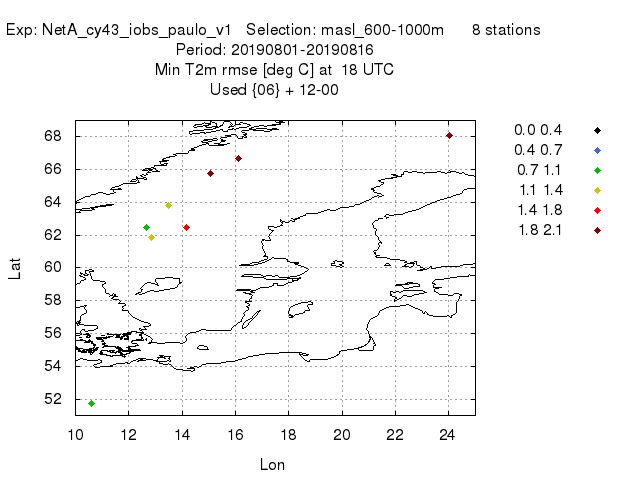 Exp: NetA_cy43_iobs_paulo_v1 Selection: masl_600-1000m 8 stations
Period: 20190801-20190816
Min T2m rmse [deg C] at 18 UTC
Used {06} + 12-00
68
66
64
62
60
58
56
54
52
Lat
10 12 14 16 18 20 22 24
Lon
0.0 0.4
0.4 0.7
0.7 1.1
1.1 1.4
1.4 1.8
1.8 2.1